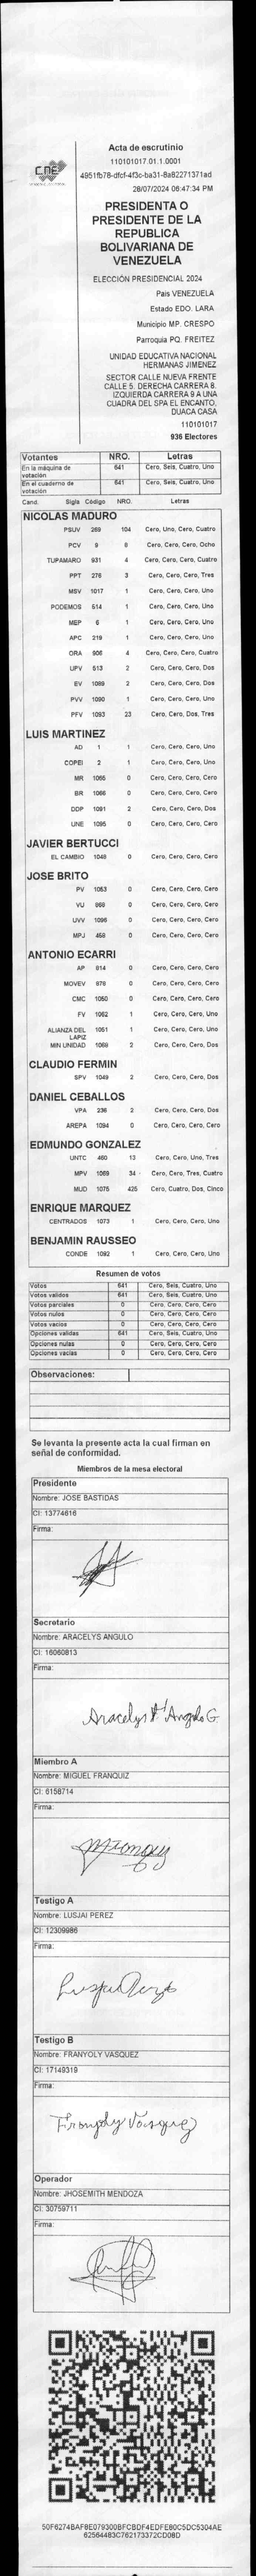 CNE
Acta de escrutinio
110101017.01.1.0001
4951fb78-dfcf-4f3c-ba31-8a82271371ad
28/07/2024 06:47:34 PM
PRESIDENTA O
PRESIDENTE DE LA
REPUBLICA
BOLIVARIANA DE
VENEZUELA
ELECCIÓN PRESIDENCIAL 2024
Pais VENEZUELA
Estado EDO. LARA
Municipio MP. CRESPO
Parroquia PQ. FREITEZ
UNIDAD EDUCATIVA NACIONAL
HERMANAS JIMENEZ
SECTOR CALLE NUEVA FRENTE
CALLE 5. DERECHA CARRERA 8.
IZQUIERDA CARRERA 9 A UNA
CUADRA DEL SPA EL ENCANTO,
DUACA CASA
110101017
936 Electores
Votantes NRO. Letras
En la máquina de votación 641 Cero, Seis, Cuatro, Uno
En el cuaderno de votación 641 Cero, Seis, Cuatro, Uno
Cand. Sigla Código NRO. Letras
NICOLAS MADURO
PSUV 269 104 Cero, Uno, Cero, Cuatro
PCV 9 8 Cero, Cero, Cero, Ocho
TUPAMARO 931 4 Cero, Cero, Cero, Cuatro
PPT 276 3 Cero, Cero, Cero, Tres
MSV 1017 1 Cero, Cero, Cero, Uno
PODEMOS 514 1 Cero, Cero, Cero, Uno
MEP 6 1 Cero, Cero, Cero, Uno
APC 219 1 Cero, Cero, Cero, Uno
ORA 906 4 Cero, Cero, Cero, Cuatro
UPV 513 2 Cero, Cero, Cero, Dos
EV 1089 2 Cero, Cero, Cero, Dos
PVV 1090 1 Cero, Cero, Cero, Uno
PFV 1093 23 Cero, Cero, Dos, Tres
LUIS MARTINEZ
AD 1 1 Cero, Cero, Cero, Uno
COPEI 2 1 Cero, Cero, Cero, Uno
MR 1065 0 Cero, Cero, Cero, Cero
BR 1066 0 Cero, Cero, Cero, Cero
DDP 1091 2 Cero, Cero, Cero, Dos
UNE 1095 0 Cero, Cero, Cero, Cero
JAVIER BERTUCCI
EL CAMBIO 1048 0 Cero, Cero, Cero, Cero
JOSE BRITO
PV 1053 0 Cero, Cero, Cero, Cero
VU 868 0 Cero, Cero, Cero, Cero
UVV 1096 0 Cero, Cero, Cero, Cero
MPJ 458 0 Cero, Cero, Cero, Cero
ANTONIO ECARRI
AP 814 0 Cero, Cero, Cero, Cero
MOVEV 878 0 Cero, Cero, Cero, Cero
CMC 1050 0 Cero, Cero, Cero, Cero
FV 1052 1 Cero, Cero, Cero, Uno
ALIANZA DEL LAPIZ 1051 1 Cero, Cero, Cero, Uno
MIN UNIDAD 1069 2 Cero, Cero, Cero, Dos
CLAUDIO FERMIN
SPV 1049 2 Cero, Cero, Cero, Dos
DANIEL CEBALLOS
VPA 236 2 Cero, Cero, Cero, Dos
AREPA 1094 0 Cero, Cero, Cero, Cero
EDMUNDO GONZALEZ
UNTC 460 13 Cero, Cero, Uno, Tres
MPV 1059 34 Cero, Cero, Tres, Cuatro
MUD 1075 425 Cero, Cuatro, Dos, Cinco
ENRIQUE MARQUEZ
CENTRADOS 1073 1 Cero, Cero, Cero, Uno
BENJAMIN RAUSSEO
CONDE 1092 1 Cero, Cero, Cero, Uno
Resumen de votos
Votos 641 Cero, Seis, Cuatro, Uno
Votos validos 641 Cero, Seis, Cuatro, Uno
Votos parciales 0 Cero, Cero, Cero, Cero
Votos nulos 0 Cero, Cero, Cero, Cero
Votos vacios 0 Cero, Cero, Cero, Cero
Opciones validas 641 Cero, Seis, Cuatro, Uno
Opciones nulas 0 Cero, Cero, Cero, Cero
Opciones vacias 0 Cero, Cero, Cero, Cero
Observaciones:
Se levanta la presente acta la cual firman en
señal de conformidad.
Miembros de la mesa electoral
Presidente
Nombre: JOSE BASTIDAS
CI: 13774616
Firma:
Secretario
Nombre: ARACELYS ANGULO
CI: 16060813
Firma:
Aracelys Angulo G
Miembro A
Nombre: MIGUEL FRANQUIZ
CI: 6158714
Firma:
Testigo A
Nombre: LUSJAI PEREZ
CI: 12309986
Firma:
Testigo B
Nombre: FRANYOLY VASQUEZ
CI: 17149319
Firma:
Franyoly Vasquez
Operador
Nombre: JHOSEMITH MENDOZA
CI: 30759711
Firma:
50F6274BAF8E079300BFCBDF4EDFE80C5DC5304AE
62564483C762173372CD08D